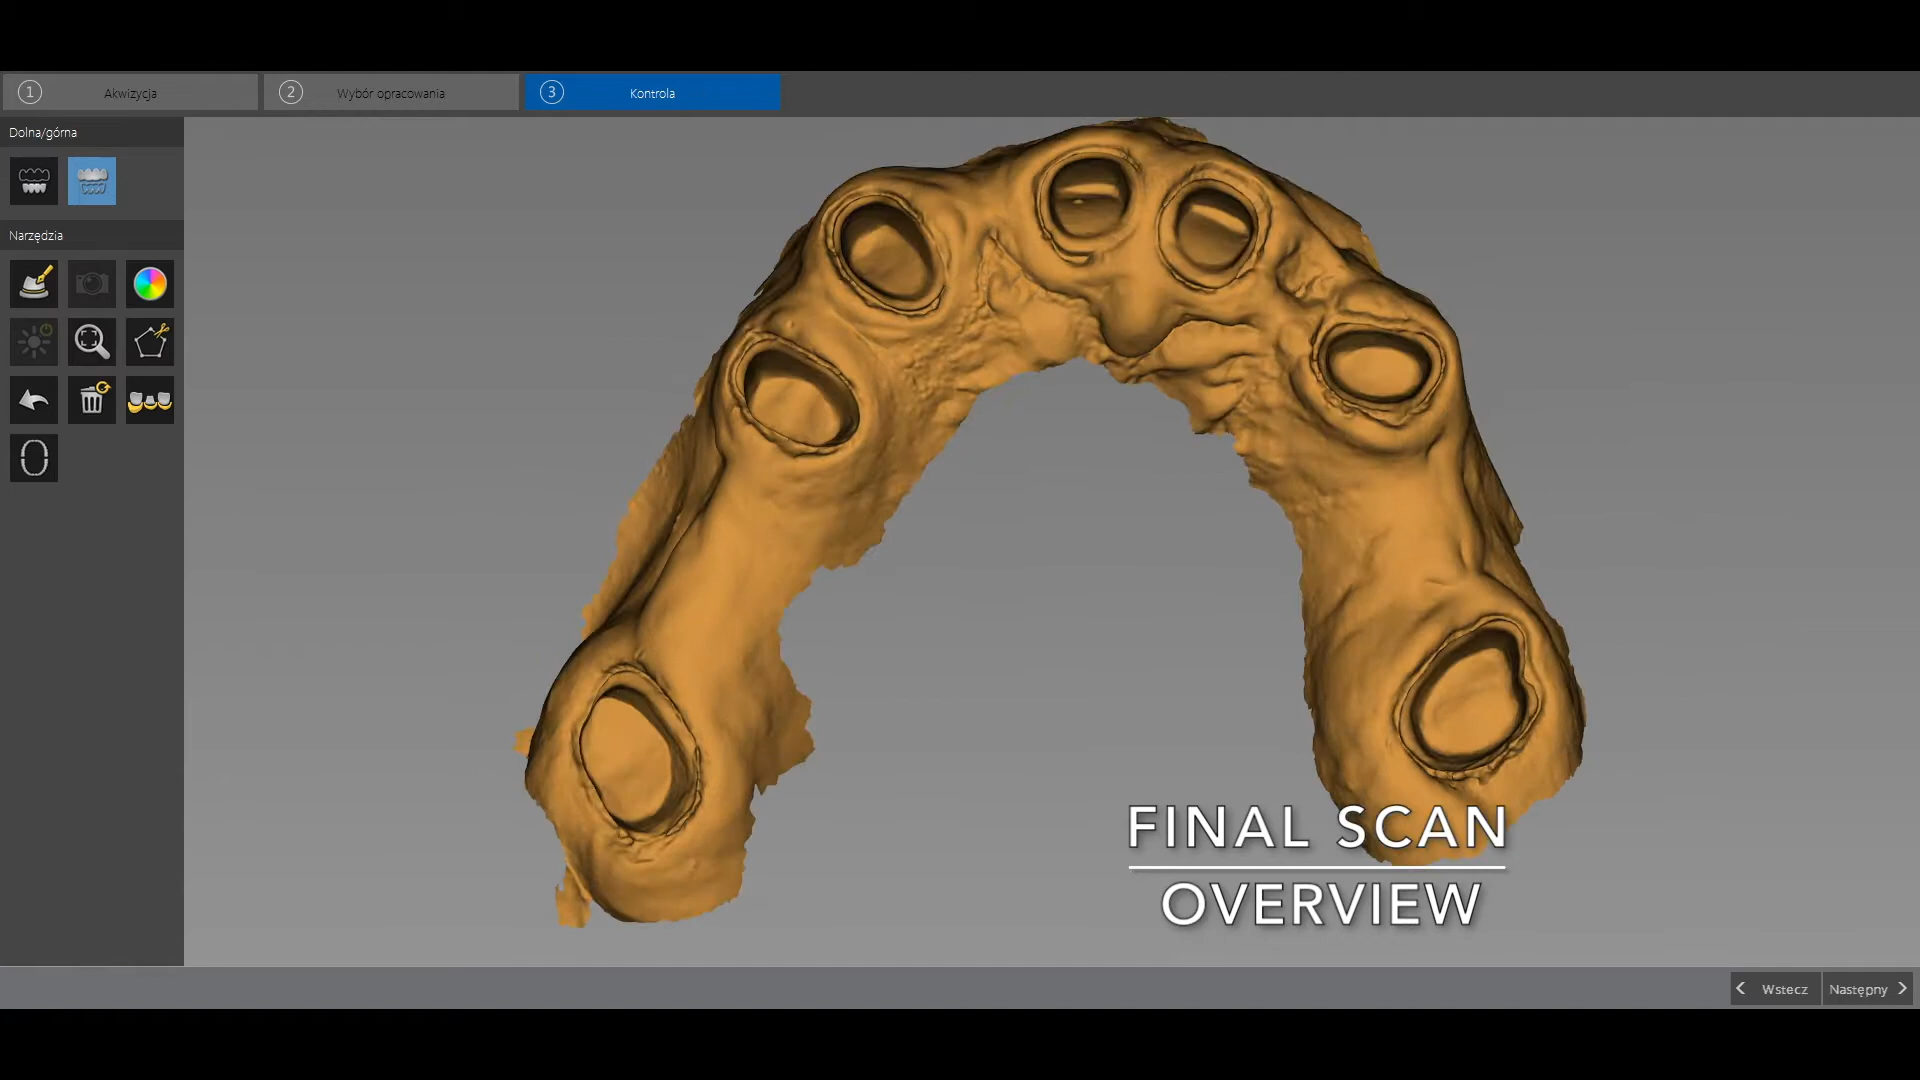 1 Akwizycja
2 Wybór opracowania
3 Kontrola
Dolna/górna
Narzędzia
FINAL SCAN
OVERVIEW
Wstecz
Następny